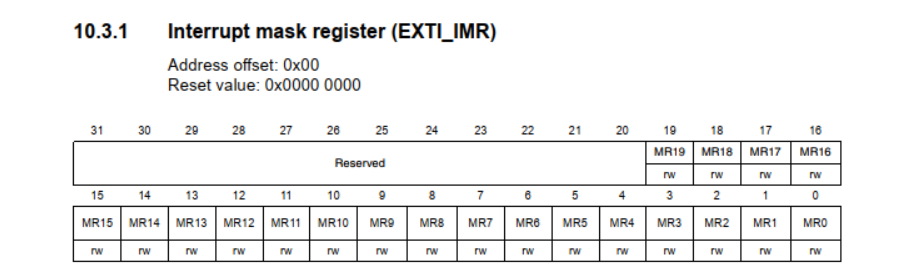 10.3.1 Interrupt mask register (EXTI_IMR)
Address offset: 0x00
Reset value: 0x0000 0000
31 30 29 28 27 26 25 24 23 22 21 20 19 18 17 16
Reserved MR19 MR18 MR17 MR16
rw rw rw rw
15 14 13 12 11 10 9 8 7 6 5 4 3 2 1 0
MR15 MR14 MR13 MR12 MR11 MR10 MR9 MR8 MR7 MR6 MR5 MR4 MR3 MR2 MR1 MR0
rw rw rw rw rw rw rw rw rw rw rw rw rw rw rw rw